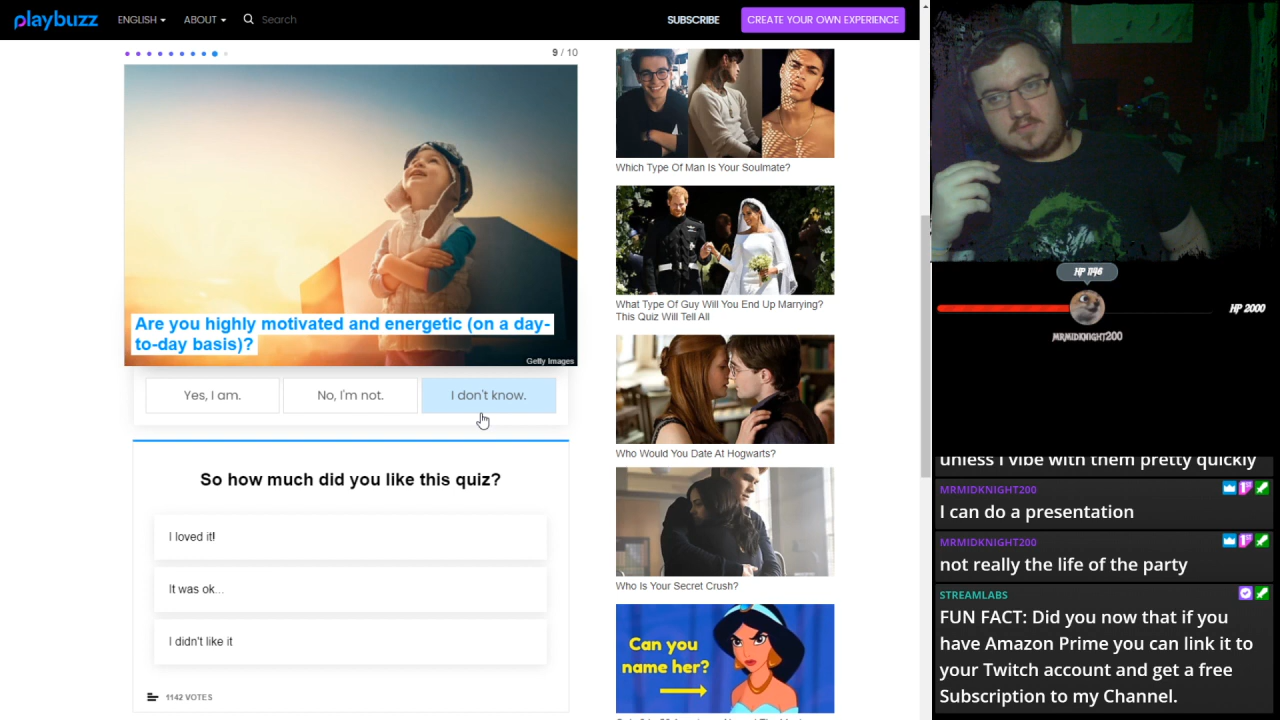 playbuzz
ENGLISH
ABOUT
Search
SUBSCRIBE
CREATE YOUR OWN EXPERIENCE
9 / 10
Are you highly motivated and energetic (on a day-
to-day basis)?
Getty Images
Yes, I am.
No, I'm not.
I don't know.
So how much did you like this quiz?
I loved it!
It was ok...
I didn't like it
1142 VOTES
Which Type Of Man Is Your Soulmate?
What Type Of Guy Will You End Up Marrying?
This Quiz Will Tell All
Who Would You Date At Hogwarts?
Who Is Your Secret Crush?
Can you
name her?
HP 1146
HP 2000
MRMIDKNIGHT200
unless I vibe with them pretty quickly
MRMIDKNIGHT200
I can do a presentation
MRMIDKNIGHT200
not really the life of the party
STREAMLABS
FUN FACT: Did you now that if you
have Amazon Prime you can link it to
your Twitch account and get a free
Subscription to my Channel.